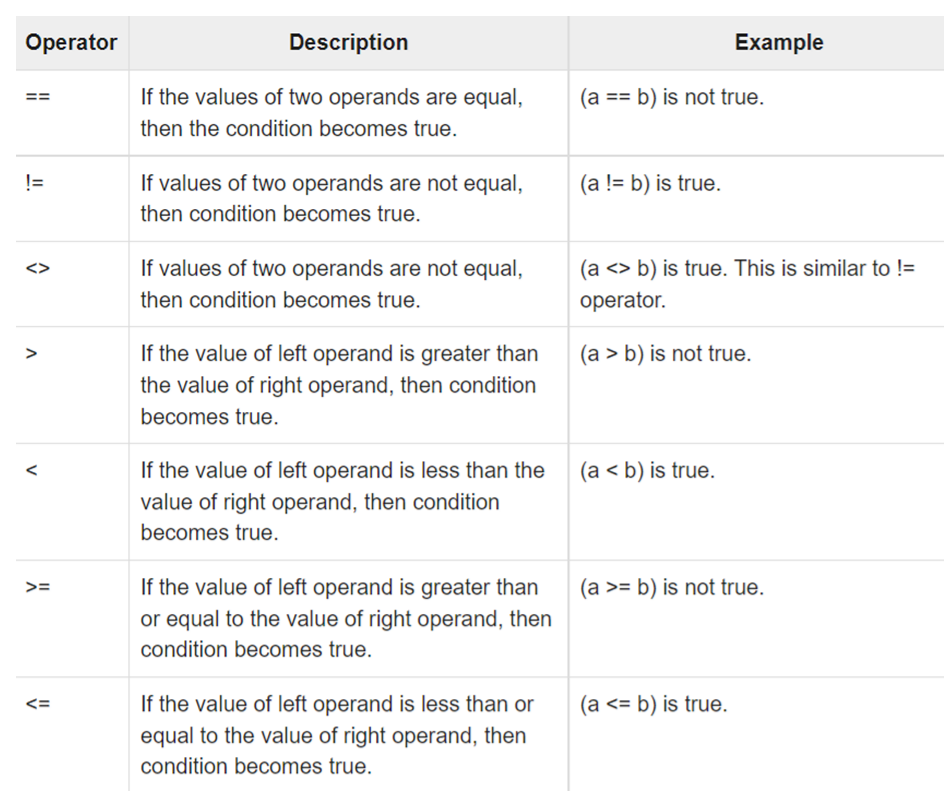 Operator Description Example
== If the values of two operands are equal, (a == b) is not true.
then the condition becomes true.
!= If values of two operands are not equal, (a != b) is true.
then condition becomes true.
<> If values of two operands are not equal, (a <> b) is true. This is similar to !=
then condition becomes true. operator.
> If the value of left operand is greater than (a > b) is not true.
the value of right operand, then condition
becomes true.
< If the value of left operand is less than the (a < b) is true.
value of right operand, then condition
becomes true.
>= If the value of left operand is greater than (a >= b) is not true.
or equal to the value of right operand, then
condition becomes true.
<= If the value of left operand is less than or (a <= b) is true.
equal to the value of right operand, then
condition becomes true.